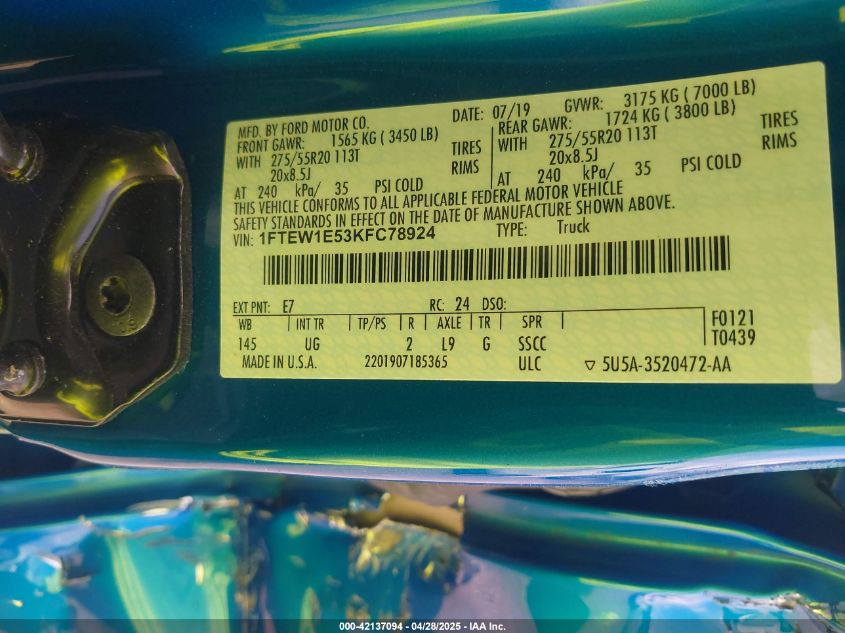 MFD. BY FORD MOTOR CO. DATE: 07/19 GVWR: 3175 KG ( 7000 LB)
FRONT GAWR: 1565 KG ( 3450 LB) REAR GAWR: 1724 KG ( 3800 LB)
WITH 275/55R20 113T TIRES WITH 275/55R20 113T TIRES
20x8.5J RIMS 20x8.5J RIMS
AT 240 kPa/ 35 PSI COLD AT 240 kPa/ 35 PSI COLD
THIS VEHICLE CONFORMS TO ALL APPLICABLE FEDERAL MOTOR VEHICLE
SAFETY STANDARDS IN EFFECT ON THE DATE OF MANUFACTURE SHOWN ABOVE.
VIN: 1FTEW1E53KFC78924 TYPE: Truck
EXT PNT: E7 RC: 24 DSO:
WB INT TR TP/PS R AXLE TR SPR F0121
145 UG 2 L9 G SSCC T0439
MADE IN U.S.A. 2201907185365 ULC ▽ 5U5A-3520472-AA
000-42137094 - 04/28/2025 - IAA Inc.